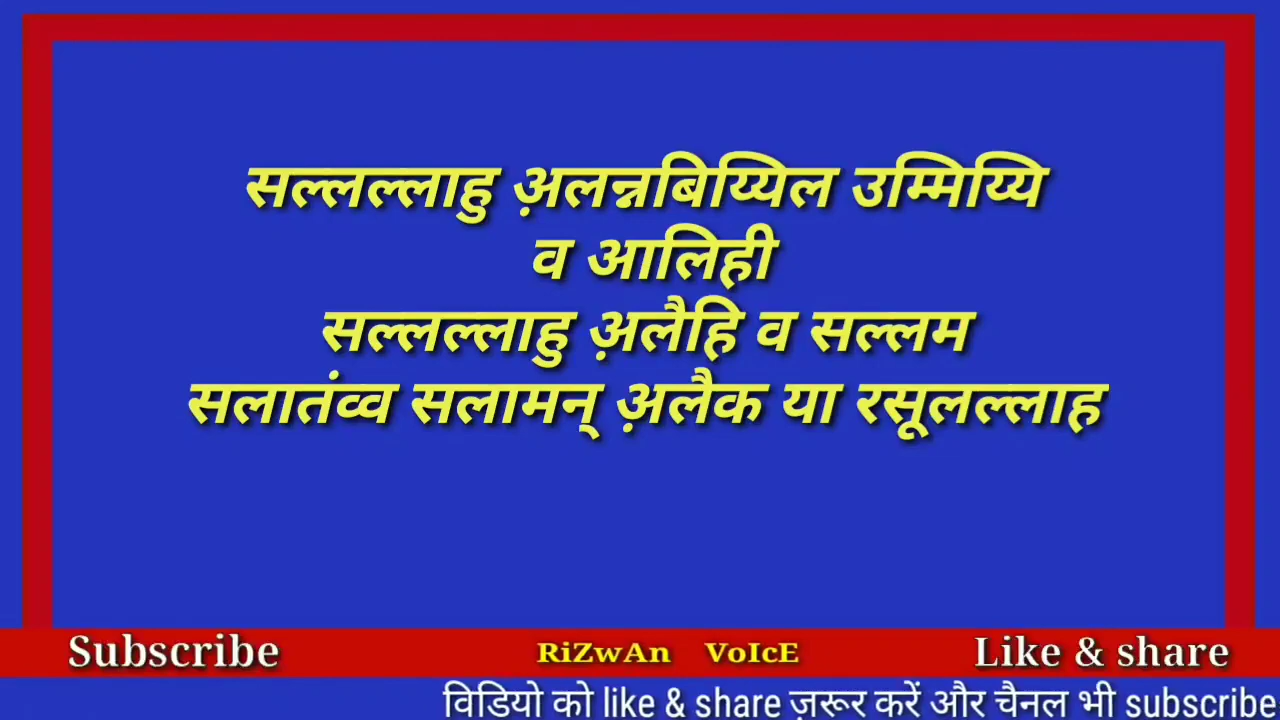 सल्लल्लाहु अ़लन्नबिय्यिल उम्मिय्यि
व आलिही
सल्लल्लाहु अ़लैहि व सल्लम
सलातंव्व सलामन् अ़लैक या रसूलल्लाह
Subscribe RiZwAn VoIcE Like & share
विडियो को like & share ज़रूर करें और चैनल भी subscribe